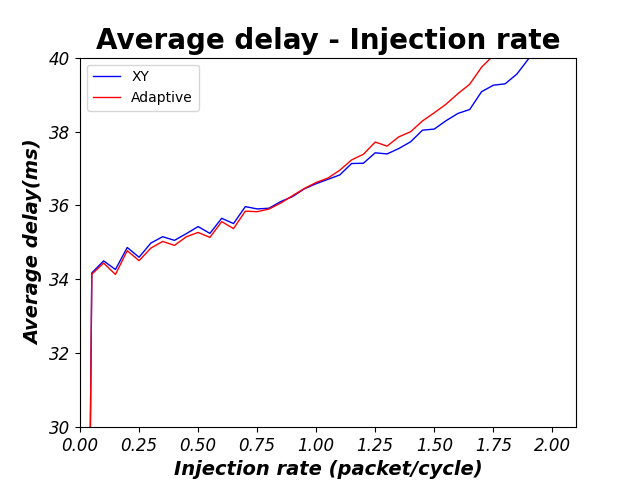 Average delay - Injection rate
XY
Adaptive
40
38
36
34
32
30
Average delay(ms)
0.00 0.25 0.50 0.75 1.00 1.25 1.50 1.75 2.00
Injection rate (packet/cycle)